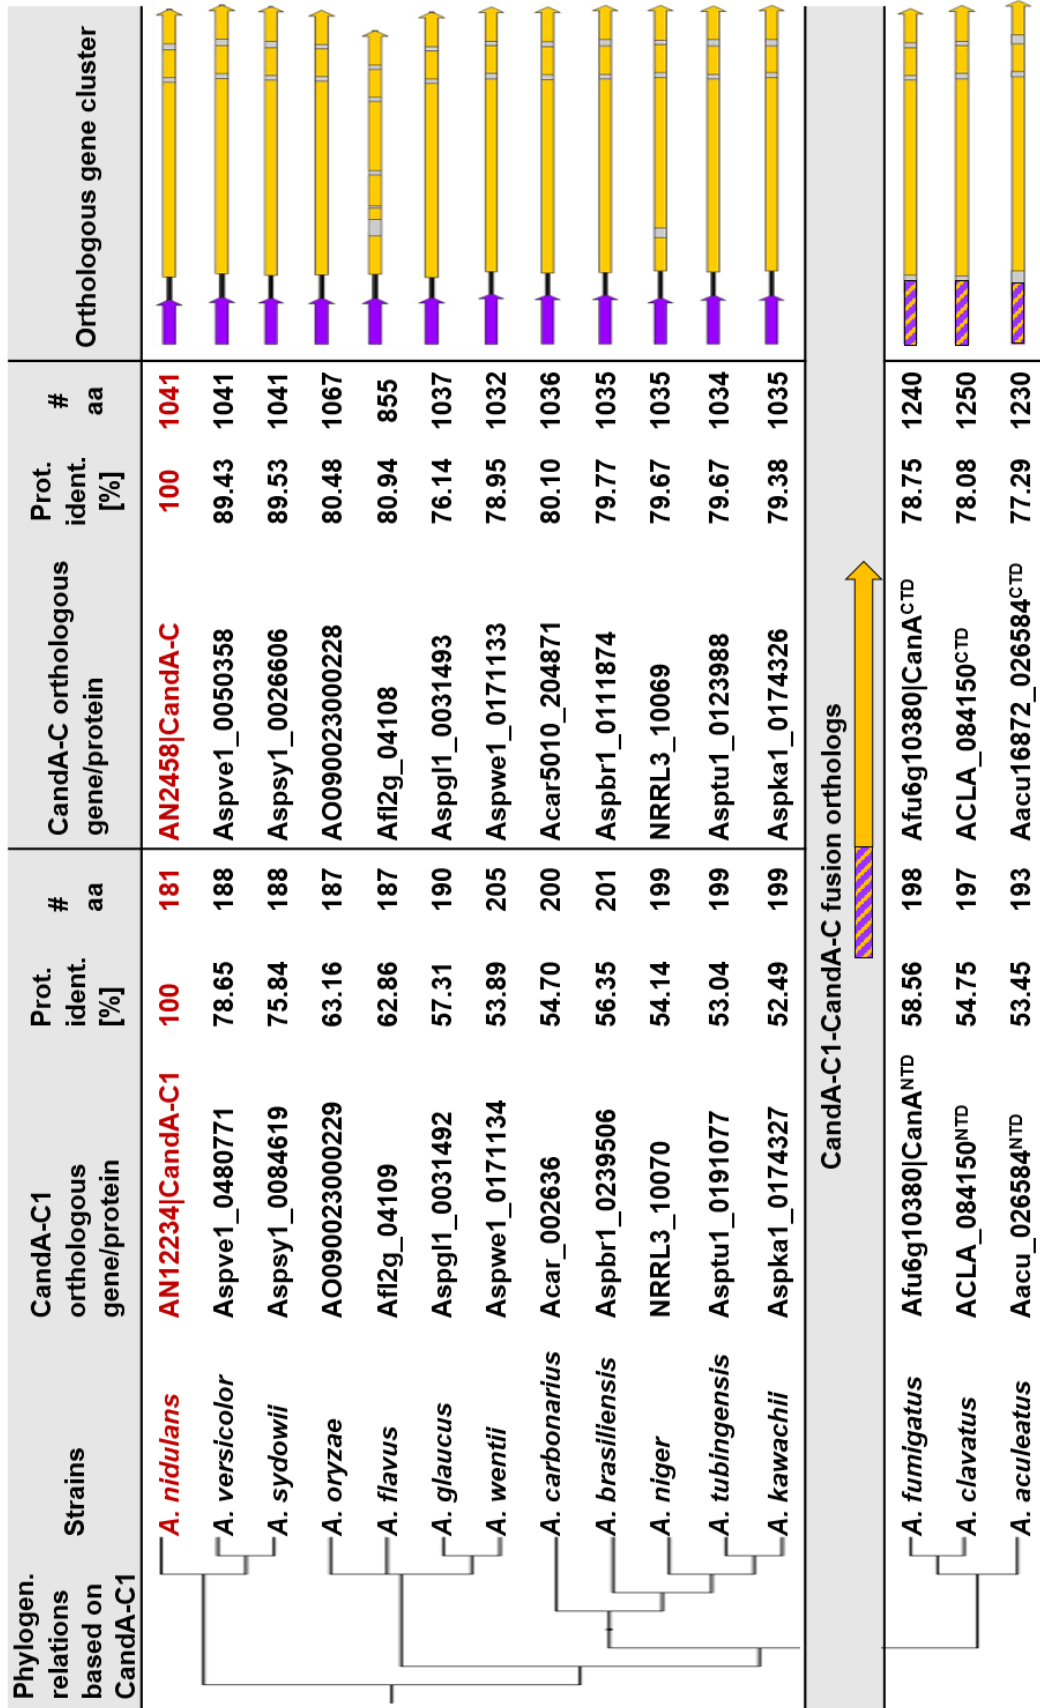 Phylogen.
relations
based on
CandA-C1
Strains
CandA-C1
orthologous
gene/protein
Prot.
ident.
[%]
#
aa
CandA-C orthologous
gene/protein
Prot.
ident.
[%]
#
aa
Orthologous gene cluster
A. nidulans AN12234|CandA-C1 100 181 AN2458|CandA-C 100 1041
A. versicolor Aspve1_0480771 78.65 188 Aspve1_0050358 89.43 1041
A. sydowii Aspsy1_0084619 75.84 188 Aspsy1_0026606 89.53 1041
A. oryzae AO090023000229 63.16 187 AO090023000228 80.48 1067
A. flavus Afl2g_04109 62.86 187 Afl2g_04108 80.94 855
A. glaucus Aspgl1_0031492 57.31 190 Aspgl1_0031493 76.14 1037
A. wentii Aspwe1_0171134 53.89 205 Aspwe1_0171133 78.95 1032
A. carbonarius Acar_002636 54.70 200 Acar5010_204871 80.10 1036
A. brasiliensis Aspbr1_0239506 56.35 201 Aspbr1_0111874 79.77 1035
A. niger NRRL3_10070 54.14 199 NRRL3_10069 79.67 1035
A. tubingensis Asptu1_0191077 53.04 199 Asptu1_0123988 79.67 1034
A. kawachii Aspka1_0174327 52.49 199 Aspka1_0174326 79.38 1035
CandA-C1-CandA-C fusion orthologs
A. fumigatus Afu6g10380|CanA^NTD 58.56 198 Afu6g10380|CanA^CTD 78.75 1240
A. clavatus ACLA_084150^NTD 54.75 197 ACLA_084150^CTD 78.08 1250
A. aculeatus Aacu_026584^NTD 53.45 193 Aacu16872_026584^CTD 77.29 1230